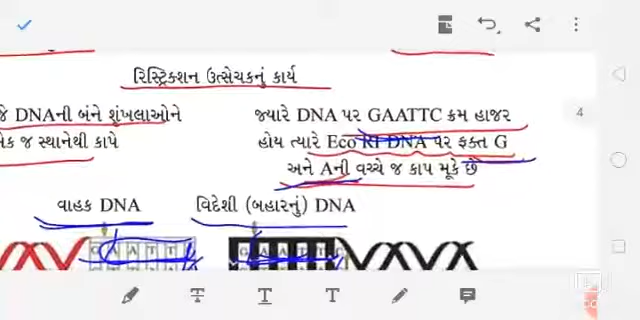 રિસ્ટ્રિક્શન ઉત્સેચકનું કાર્ય
DNAની બંને શૃંખલાઓને
જ સ્થાનેથી કાપે
જ્યારે DNA પર GAATTC ક્રમ હાજર
હોય ત્યારે Eco RI DNA પર ફક્ત G
અને Aની વચ્ચે જ કાપ મૂકે છે
4
વાહક DNA
વિદેશી (બહારનું) DNA
G A A T T
G A A T T C